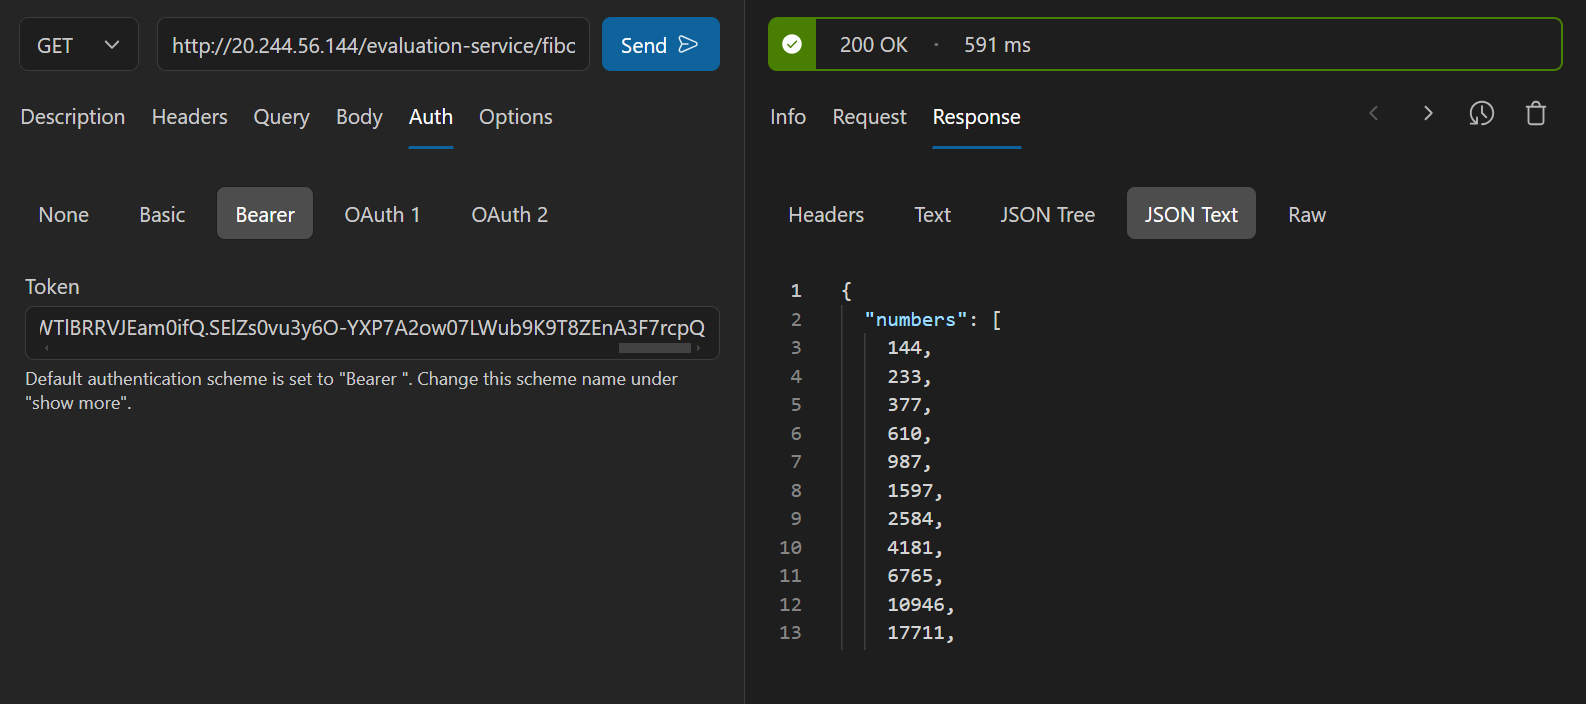 GET
http://20.244.56.144/evaluation-service/fibo
Send
Description Headers Query Body Auth Options
None Basic Bearer OAuth 1 OAuth 2
Token
WTlBRRVJEam0ifQ.SElZs0vu3y6O-YXP7A2ow07LWub9K9T8ZEnA3F7rcpQ
Default authentication scheme is set to "Bearer ". Change this scheme name under
"show more".
200 OK · 591 ms
Info Request Response
Headers Text JSON Tree JSON Text Raw
1 {
2 "numbers": [
3 144,
4 233,
5 377,
6 610,
7 987,
8 1597,
9 2584,
10 4181,
11 6765,
12 10946,
13 17711,